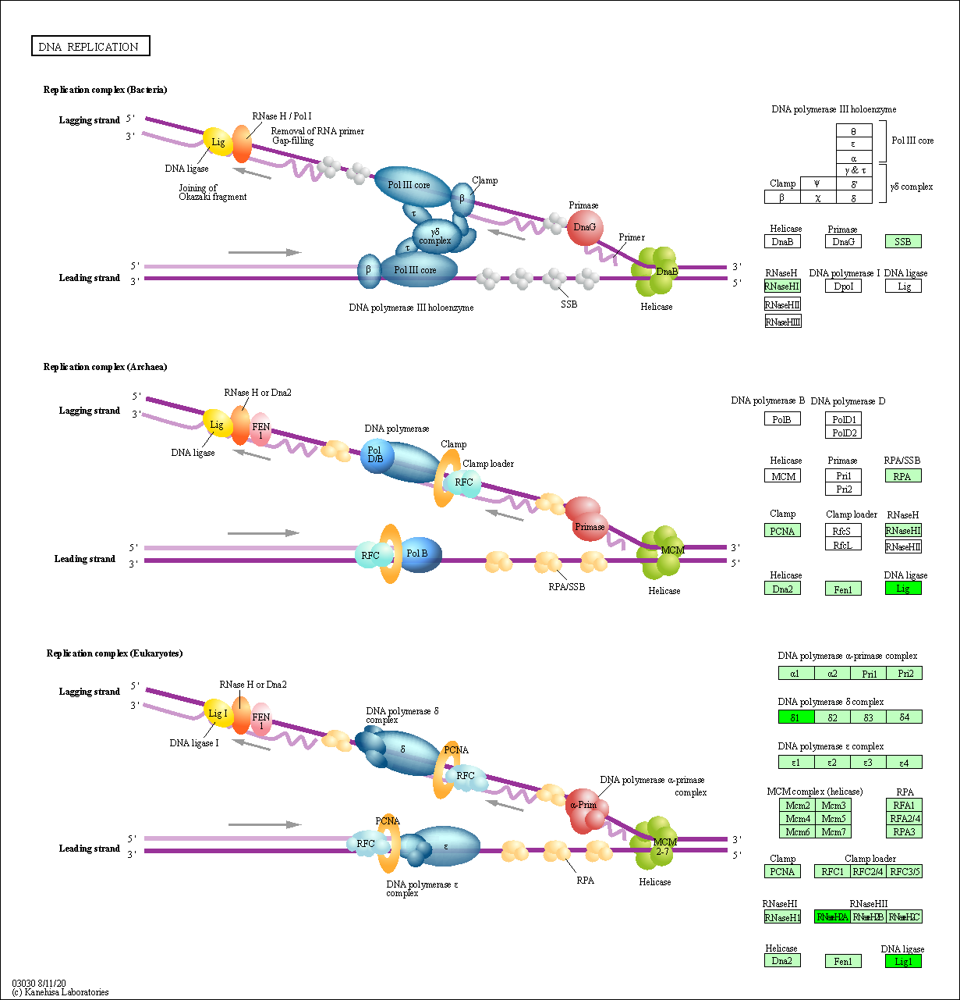 DNA REPLICATION
Replication complex (Bacteria)
Lagging strand
5'
3'
Lig
RNase H / Pol I
Removal of RNA primer
Gap-filling
DNA ligase
Joining of
Okazaki fragment
Pol III core
Clamp
β
τ
γδ
complex
τ
Primase
DnaG
Primer
Leading strand
5'
3'
β
Pol III core
DnaB
3'
5'
SSB
Helicase
DNA polymerase III holoenzyme
DNA polymerase III holoenzyme
θ
ε
α
Pol III core
γ & τ
Clamp
ψ
δ'
γδ complex
β
χ
δ
Helicase
DnaB
Primase
DnaG
SSB
RNaseH
RNaseHI
RNaseHII
RNaseHIII
DNA polymerase I
DpoI
DNA ligase
Lig
Replication complex (Archaea)
Lagging strand
5'
3'
RNase H or Dna2
Lig
FEN
1
DNA ligase
DNA polymerase
Pol
D/B
Clamp
Clamp loader
RFC
Primase
Leading strand
5'
3'
RFC
Pol B
RPA/SSB
MCM
Helicase
3'
5'
DNA polymerase B
PolB
DNA polymerase D
PolD1
PolD2
Helicase
MCM
Primase
Pri1
Pri2
RPA/SSB
RPA
Clamp
PCNA
Clamp loader
RfcS
RfcL
RNaseH
RNaseHI
RNaseHII
Helicase
Dna2
Fen1
DNA ligase
Lig
Replication complex (Eukaryotes)
Lagging strand
5'
3'
RNase H or Dna2
Lig I
FEN
1
DNA ligase I
DNA polymerase δ
complex
δ
PCNA
RFC
DNA polymerase α-primase
complex
α-Prim
Leading strand
5'
3'
RFC
PCNA
ε
DNA polymerase ε
complex
RPA
MCM
2-7
Helicase
3'
5'
DNA polymerase α-primase complex
α1 α2 Pri1 Pri2
DNA polymerase δ complex
δ1 δ2 δ3 δ4
DNA polymerase ε complex
ε1 ε2 ε3 ε4
MCM complex (helicase)
Mcm2 Mcm3
Mcm4 Mcm5
Mcm6 Mcm7
RPA
RFA1
RFA2/4
RPA3
Clamp
PCNA
Clamp loader
RFC1 RFC2/4 RFC3/5
RNaseHI
RNaseH1
RNaseHII
RNaseH2A RNaseH2B RNaseH2C
Helicase
Dna2
Fen1
DNA ligase
Lig1
03030 8/11/20
(c) Kanehisa Laboratories